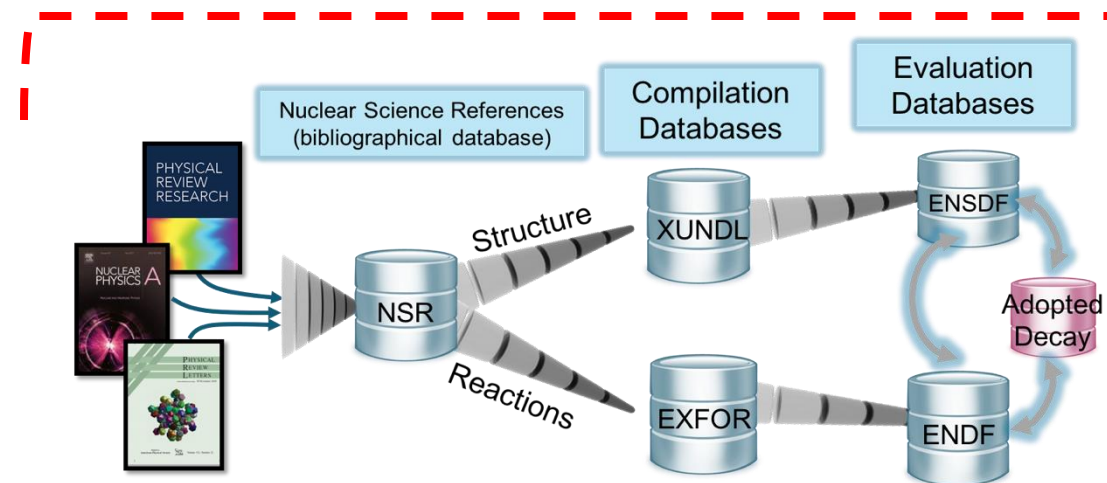 Nuclear Science References
(bibliographical database)
Compilation
Databases
Evaluation
Databases
PHYSICAL
REVIEW
RESEARCH
NUCLEAR
PHYSICS A
PHYSICAL
REVIEW
LETTERS
NSR
Structure
Reactions
XUNDL
EXFOR
ENSDF
ENDF
Adopted
Decay